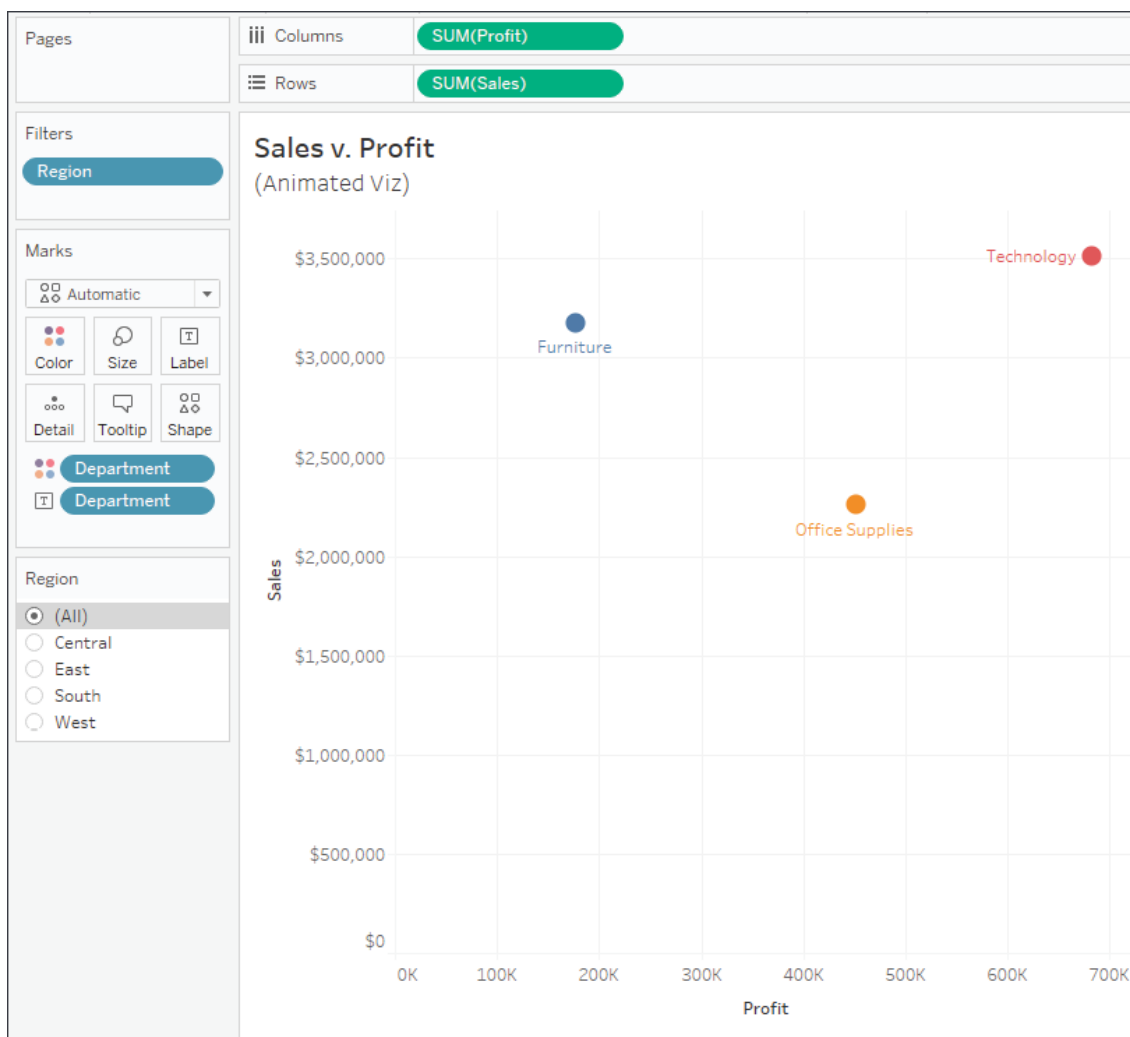 Pages
Columns
SUM(Profit)
Rows
SUM(Sales)
Filters
Region
Marks
Automatic
Color
Size
T
Label
Detail
Tooltip
Shape
Department
T
Department
Region
(All)
Central
East
South
West
Sales v. Profit
(Animated Viz)
Sales
$3,500,000
$3,000,000
$2,500,000
$2,000,000
$1,500,000
$1,000,000
$500,000
$0
Technology
Furniture
Office Supplies
0K 100K 200K 300K 400K 500K 600K 700K
Profit